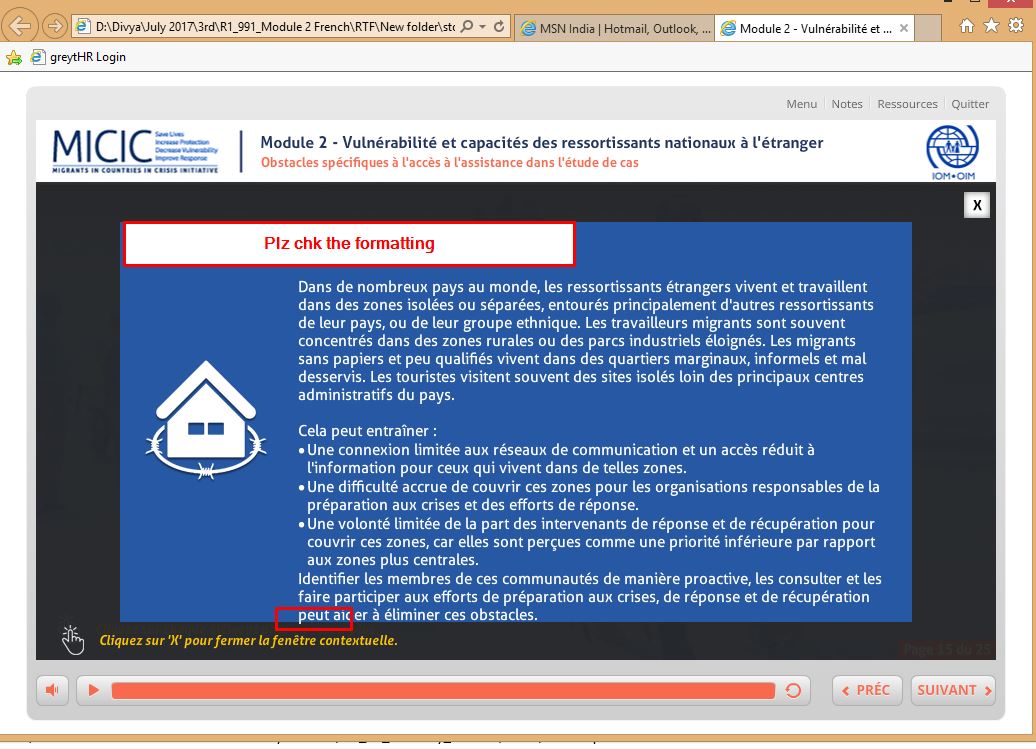 D:\Divya\July 2017\3rd\R1_991_Module 2 French\RTF\New folder\sto
MSN India | Hotmail, Outlook, ...
Module 2 - Vulnérabilité et ...
greytHR Login
Menu
Notes
Ressources
Quitter
MICIC
Save Lives
Increase Protection
Decrease Vulnerability
Improve Response
MIGRANTS IN COUNTRIES IN CRISIS INITIATIVE
Module 2 - Vulnérabilité et capacités des ressortissants nationaux à l'étranger
Obstacles spécifiques à l'accès à l'assistance dans l'étude de cas
IOM•OIM
X
Plz chk the formatting
Dans de nombreux pays au monde, les ressortissants étrangers vivent et travaillent
dans des zones isolées ou séparées, entourés principalement d'autres ressortissants
de leur pays, ou de leur groupe ethnique. Les travailleurs migrants sont souvent
concentrés dans des zones rurales ou des parcs industriels éloignés. Les migrants
sans papiers et peu qualifiés vivent dans des quartiers marginaux, informels et mal
desservis. Les touristes visitent souvent des sites isolés loin des principaux centres
administratifs du pays.
Cela peut entraîner :
• Une connexion limitée aux réseaux de communication et un accès réduit à
l'information pour ceux qui vivent dans de telles zones.
• Une difficulté accrue de couvrir ces zones pour les organisations responsables de la
préparation aux crises et des efforts de réponse.
• Une volonté limitée de la part des intervenants de réponse et de récupération pour
couvrir ces zones, car elles sont perçues comme une priorité inférieure par rapport
aux zones plus centrales.
Identifier les membres de ces communautés de manière proactive, les consulter et les
faire participer aux efforts de préparation aux crises, de réponse et de récupération
peut aider à éliminer ces obstacles.
Cliquez sur 'X' pour fermer la fenêtre contextuelle.
Page 15 du 25
PRÉC
SUIVANT